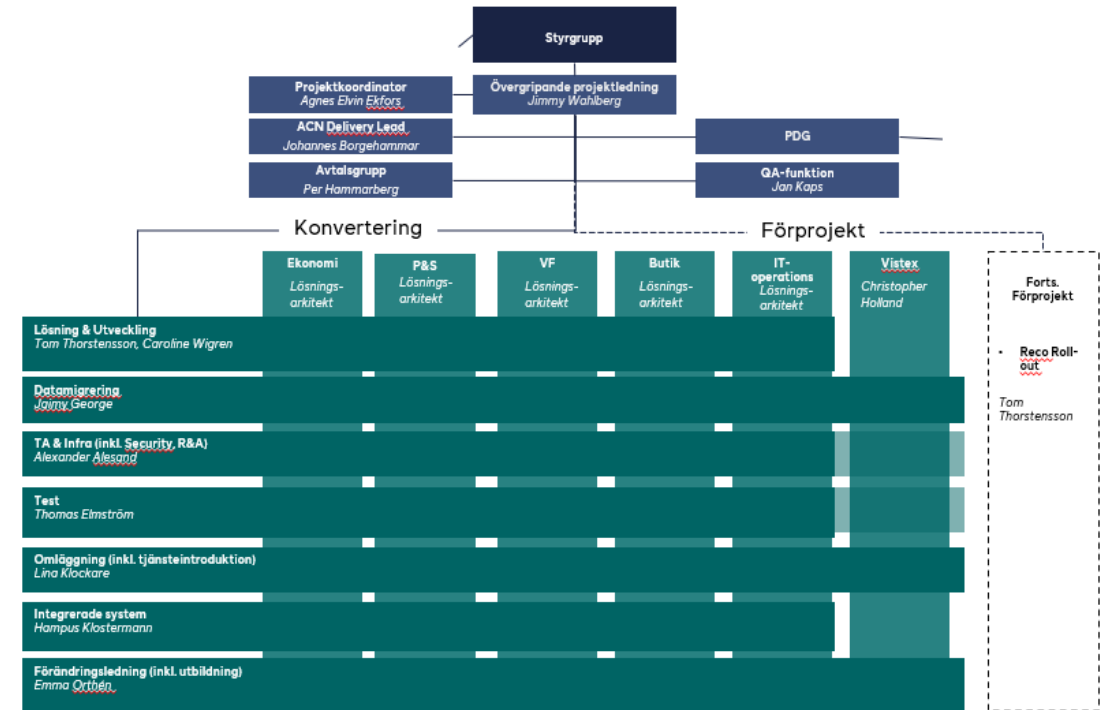 Styrgrupp
Projektkoordinator
Agnes Elvin Ekfors
Övergripande projektledning
Jimmy Wahlberg
ACN Delivery Lead
Johannes Borgehammar
PDG
Avtalsgrupp
Per Hammarberg
QA-funktion
Jan Kaps
Konvertering
Förprojekt
Ekonomi
Lösnings-
arkitekt
P&S
Lösnings-
arkitekt
VF
Lösnings-
arkitekt
Butik
Lösnings-
arkitekt
IT-
operations
Lösnings-
arkitekt
Vistex
Christopher
Holland
Forts.
Förprojekt
• Reco Roll-
out
Tom
Thorstensson
Lösning & Utveckling
Tom Thorstensson, Caroline Wigren
Datamigrering
Jaimy George
TA & Infra (inkl. Security, R&A)
Alexander Alesand
Test
Thomas Elmström
Omläggning (inkl. tjänsteintroduktion)
Lina Klockare
Integrerade system
Hampus Klostermann
Förändringsledning (inkl. utbildning)
Emma Orthén